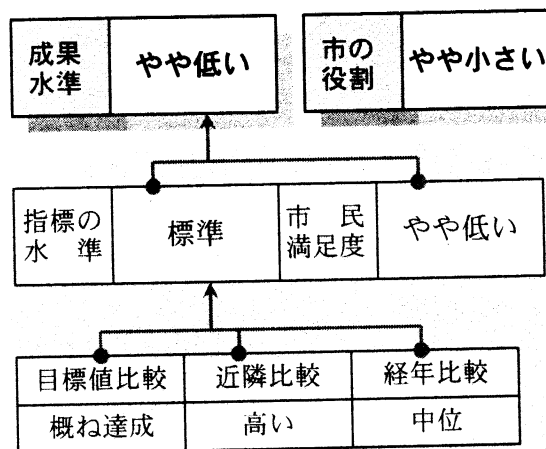 成果
水準
やや低い
市の
役割
やや小さい
指標の
水 準
標準
市 民
満足度
やや低い
目標値比較
近隣比較
経年比較
概ね達成
高い
中位